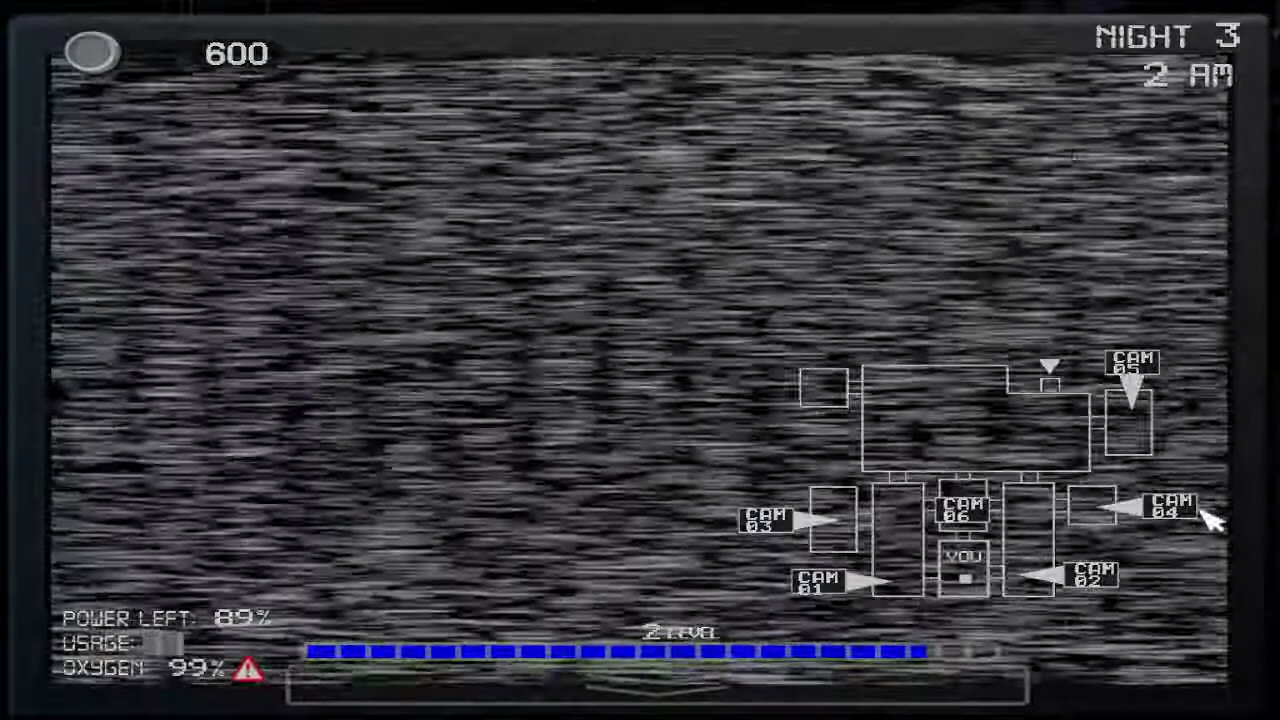 600
NIGHT 3
2 AM
CAM
05
CAM
03
CAM
06
CAM
04
YOU
CAM
01
CAM
02
POWER LEFT: 89%
USAGE:
OXYGEN: 99%
2 LEVEL